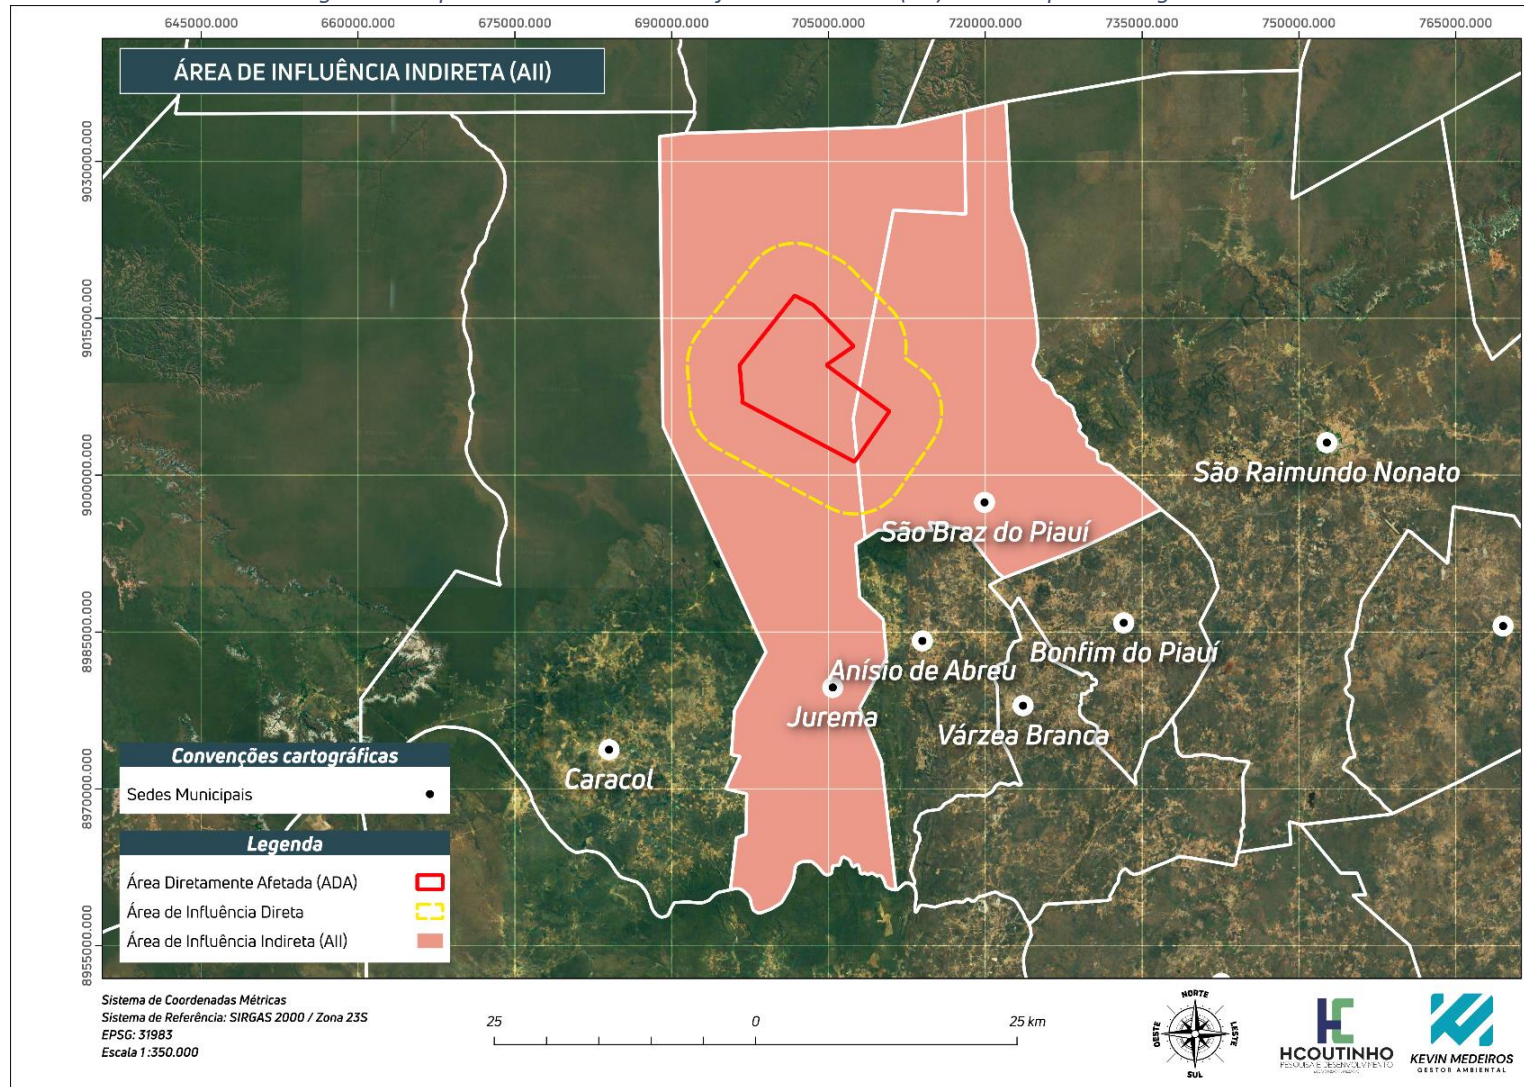 645000.000 660000.000 675000.000 690000.000 705000.000 720000.000 735000.000 750000.000 765000.000
ÁREA DE INFLUÊNCIA INDIRETA (AII)
9030000.000
9015000.000
9000000.000
8985000.000
8970000.000
8955000.000
São Raimundo Nonato
São Braz do Piauí
Bonfim do Piauí
Anísio de Abreu
Jurema
Várzea Branca
Caracol
Convenções cartográficas
Sedes Municipais
Legenda
Área Diretamente Afetada (ADA)
Área de Influência Direta
Área de Influência Indireta (AII)
Sistema de Coordenadas Métricas
Sistema de Referência: SIRGAS 2000 / Zona 23S
EPSG: 31983
Escala 1:350.000
25 0 25 km
NORTE
OESTE
LESTE
SUL
HCOUTINHO
PESQUISA E DESENVOLVIMENTO
KEVIN MEDEIROS
GESTOR AMBIENTAL